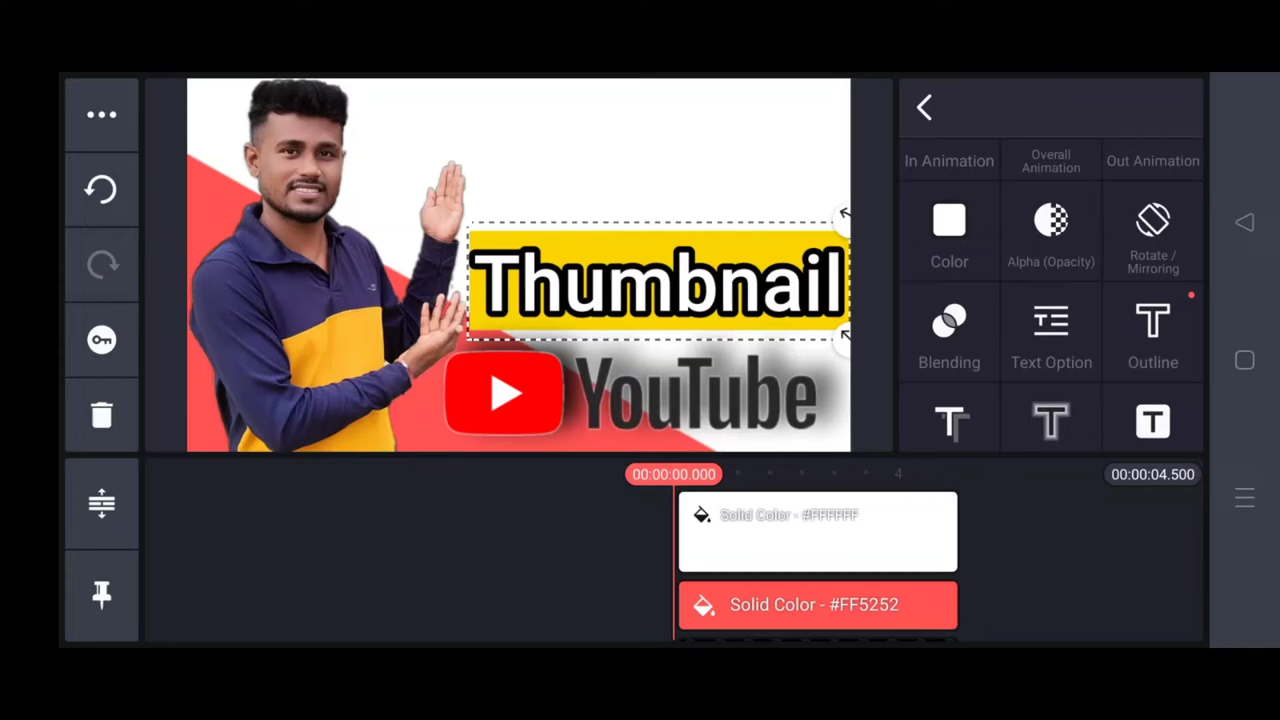 In Animation
Overall
Animation
Out Animation
Color
Alpha (Opacity)
Rotate /
Mirroring
Thumbnail
Blending
Text Option
Outline
YouTube
00:00:00.000
4
00:00:04.500
Solid Color - #FFFFFF
Solid Color - #FF5252